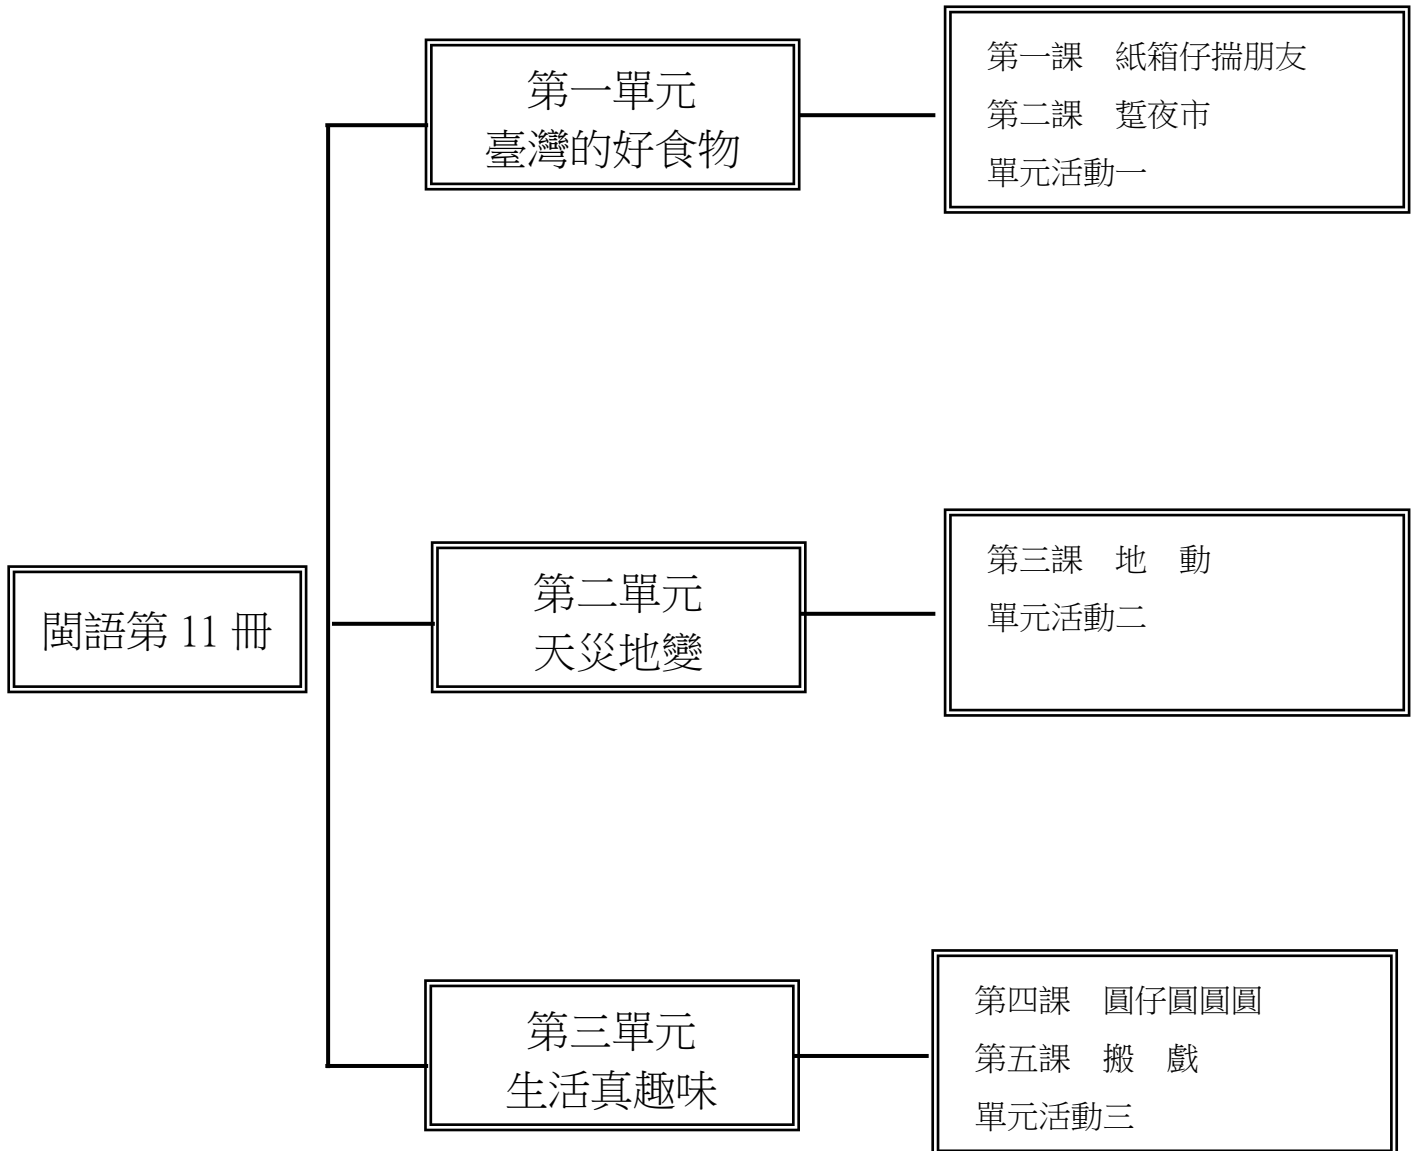 閩語第 11 冊
第一單元
臺灣的好食物
第一課　紙箱仔揣朋友
第二課　踅夜市
單元活動一
第二單元
天災地變
第三課　地　動
單元活動二
第三單元
生活真趣味
第四課　圓仔圓圓圓
第五課　搬　戲
單元活動三